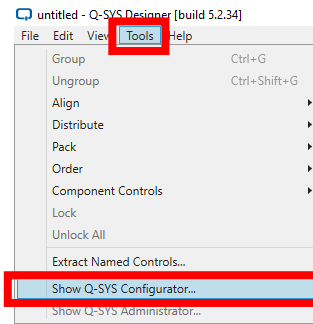 untitled - Q-SYS Designer [build 5.2.34]
File Edit View Tools Help
Group Ctrl+G
Ungroup Ctrl+Shift+G
Align
Distribute
Pack
Order
Component Controls
Lock
Unlock All
Extract Named Controls...
Show Q-SYS Configurator...
Show Q-SYS Administrator...